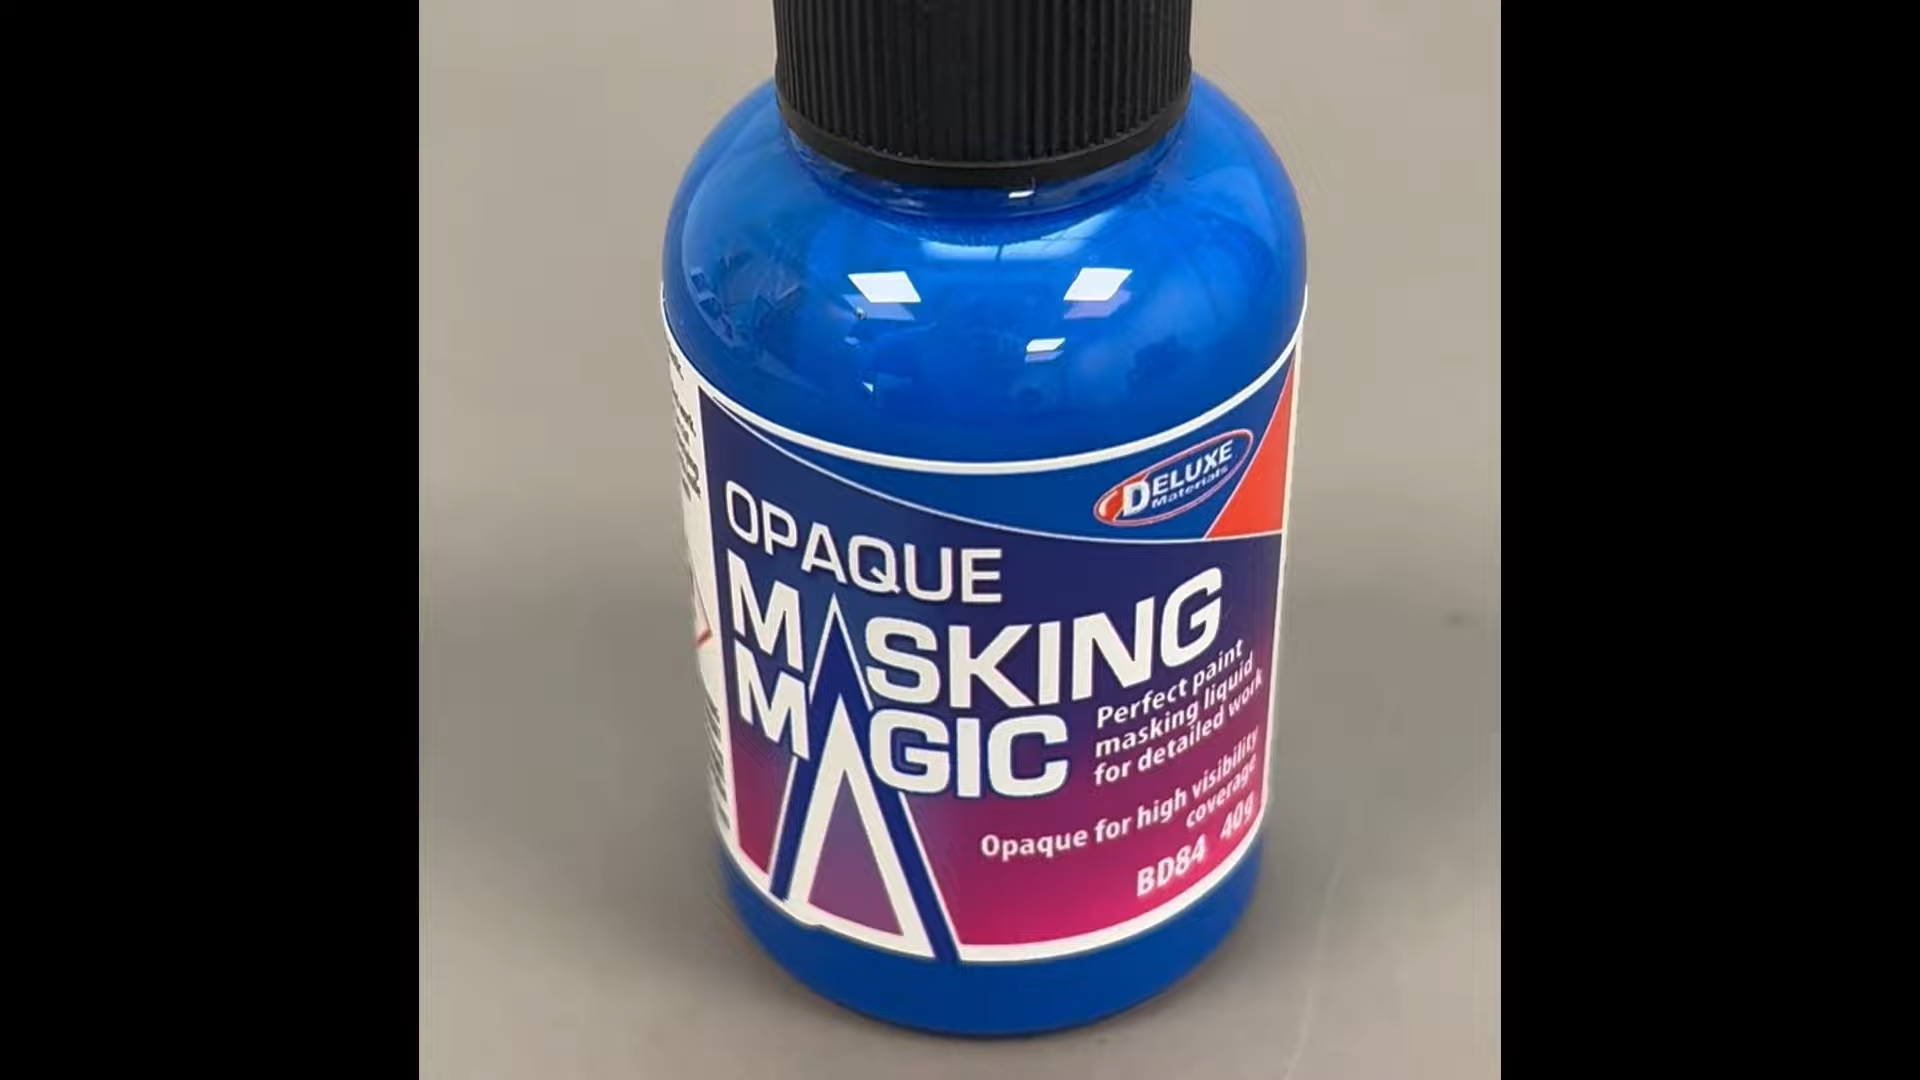 DELUXE
Materials
OPAQUE
MASKING
MAGIC
Perfect paint
masking liquid
for detailed work
Opaque for high visibility
coverage
BD84 40g